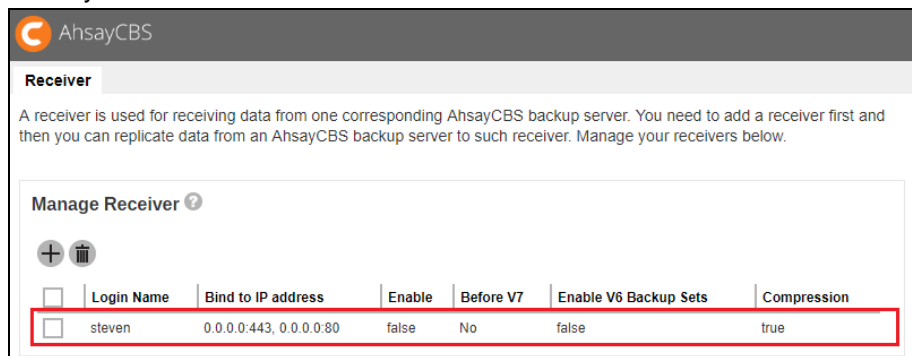 AhsayCBS
Receiver
A receiver is used for receiving data from one corresponding AhsayCBS backup server. You need to add a receiver first and
then you can replicate data from an AhsayCBS backup server to such receiver. Manage your receivers below.
Manage Receiver ?
Login Name Bind to IP address Enable Before V7 Enable V6 Backup Sets Compression
steven 0.0.0.0:443, 0.0.0.0:80 false No false true